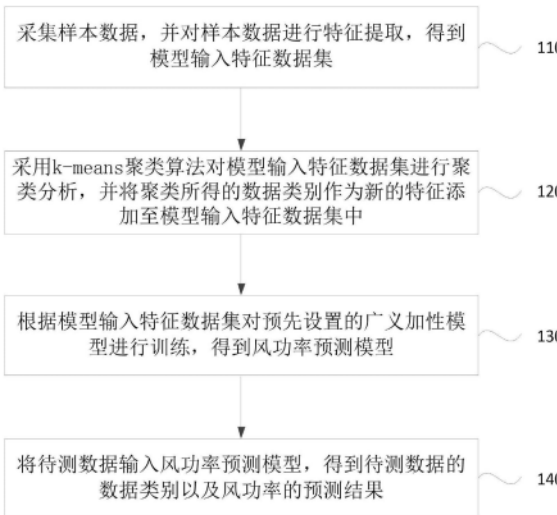 采集样本数据，并对样本数据进行特征提取，得到
模型输入特征数据集
110
采用k-means聚类算法对模型输入特征数据集进行聚
类分析，并将聚类所得的数据类别作为新的特征添
加至模型输入特征数据集中
120
根据模型输入特征数据集对预先设置的广义加性模
型进行训练，得到风功率预测模型
130
将待测数据输入风功率预测模型，得到待测数据的
数据类别以及风功率的预测结果
140